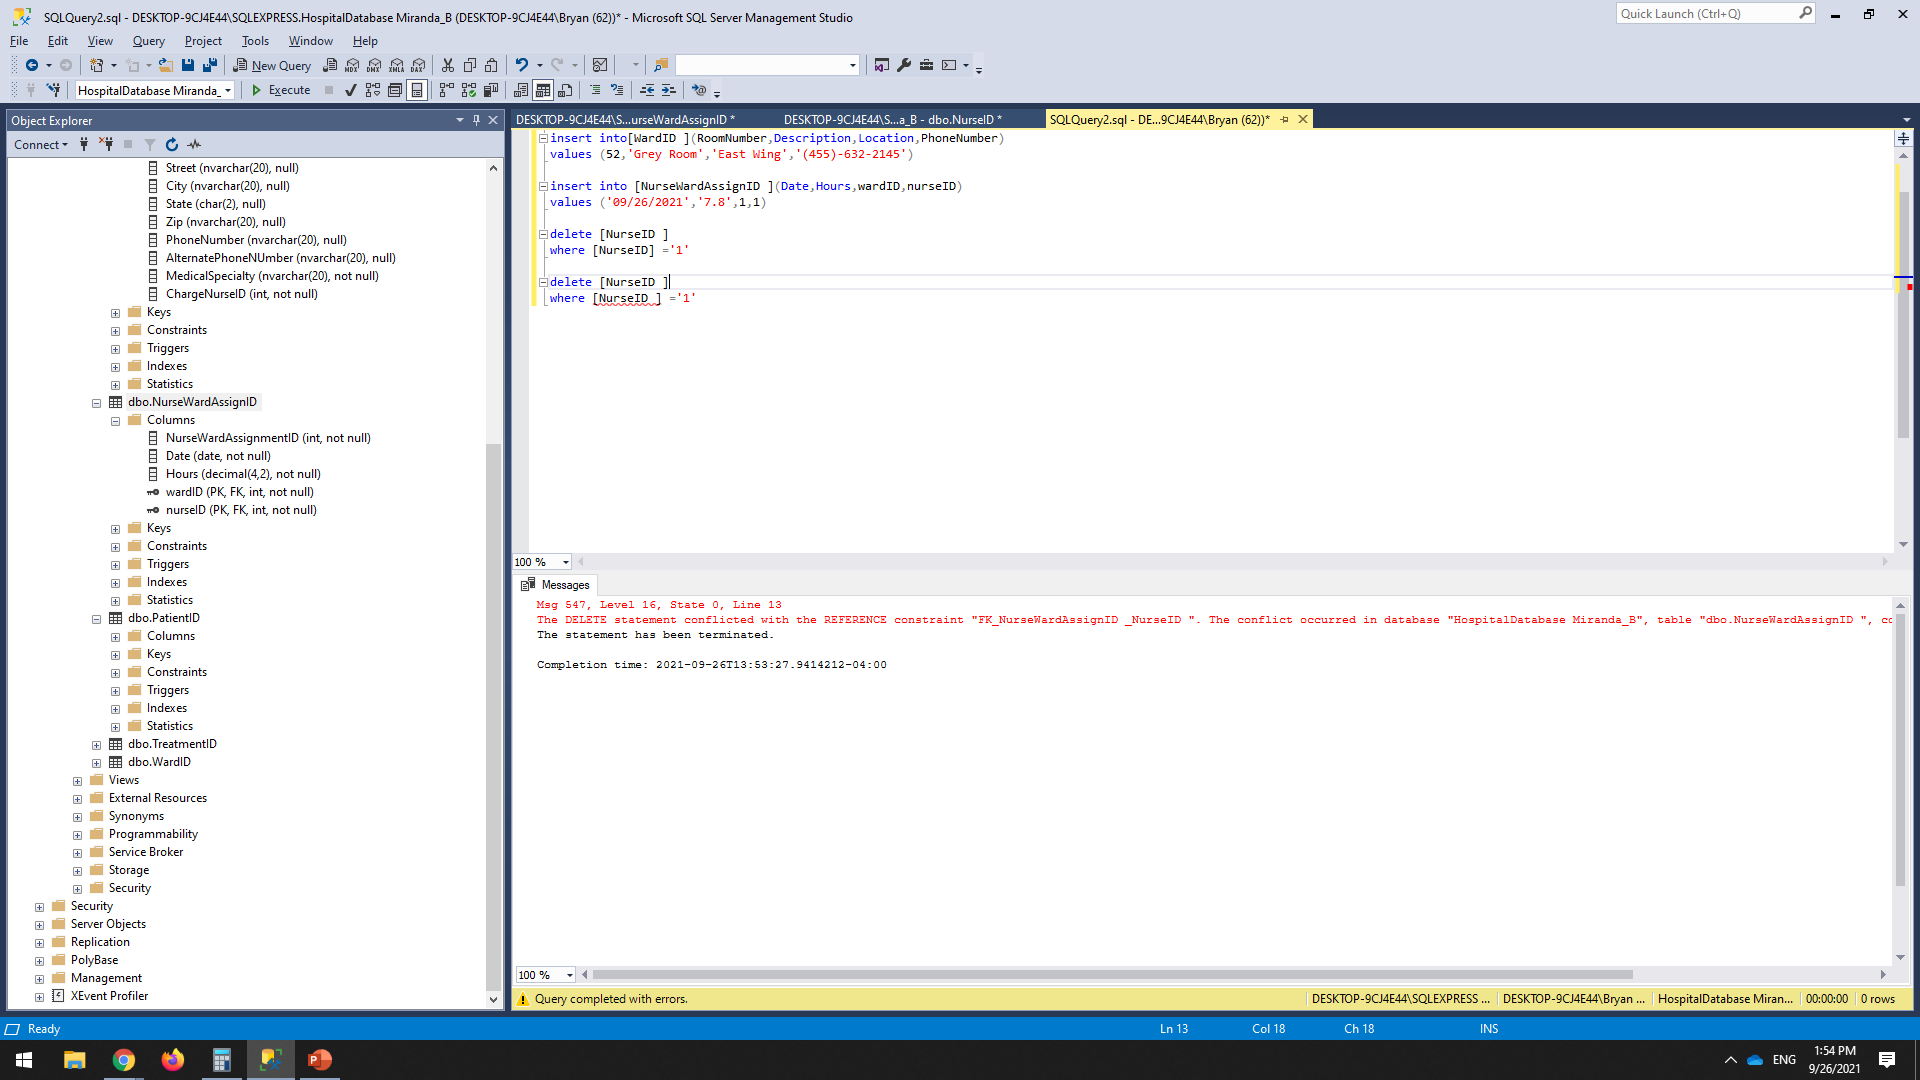 SQLQuery2.sql - DESKTOP-9CJ4E44\SQLEXPRESS.HospitalDatabase Miranda_B (DESKTOP-9CJ4E44\Bryan (62))* - Microsoft SQL Server Management Studio
Quick Launch (Ctrl+Q)
File Edit View Query Project Tools Window Help
New Query
MDX DMX XMLA DAX
HospitalDatabase Miranda_
Execute
Object Explorer
Connect
Street (nvarchar(20), null)
City (nvarchar(20), null)
State (char(2), null)
Zip (nvarchar(20), null)
PhoneNumber (nvarchar(20), null)
AlternatePhoneNUmber (nvarchar(20), null)
MedicalSpecialty (nvarchar(20), not null)
ChargeNurseID (int, not null)
Keys
Constraints
Triggers
Indexes
Statistics
dbo.NurseWardAssignID
Columns
NurseWardAssignmentID (int, not null)
Date (date, not null)
Hours (decimal(4,2), not null)
wardID (PK, FK, int, not null)
nurseID (PK, FK, int, not null)
Keys
Constraints
Triggers
Indexes
Statistics
dbo.PatientID
Columns
Keys
Constraints
Triggers
Indexes
Statistics
dbo.TreatmentID
dbo.WardID
Views
External Resources
Synonyms
Programmability
Service Broker
Storage
Security
Security
Server Objects
Replication
PolyBase
Management
XEvent Profiler
DESKTOP-9CJ4E44\S...urseWardAssignID *
DESKTOP-9CJ4E44\S...a_B - dbo.NurseID *
SQLQuery2.sql - DE...9CJ4E44\Bryan (62))*
insert into[WardID ](RoomNumber,Description,Location,PhoneNumber)
values (52,'Grey Room','East Wing','(455)-632-2145')
insert into [NurseWardAssignID ](Date,Hours,wardID,nurseID)
values ('09/26/2021','7.8',1,1)
delete [NurseID ]
where [NurseID] ='1'
delete [NurseID ]
where [NurseID ] ='1'
100 %
Messages
Msg 547, Level 16, State 0, Line 13
The DELETE statement conflicted with the REFERENCE constraint "FK_NurseWardAssignID _NurseID ". The conflict occurred in database "HospitalDatabase Miranda_B", table "dbo.NurseWardAssignID ", co
The statement has been terminated.
Completion time: 2021-09-26T13:53:27.9414212-04:00
100 %
Query completed with errors.
DESKTOP-9CJ4E44\SQLEXPRESS ... DESKTOP-9CJ4E44\Bryan ... HospitalDatabase Miran... 00:00:00 0 rows
Ready
Ln 13 Col 18 Ch 18 INS
ENG
1:54 PM
9/26/2021